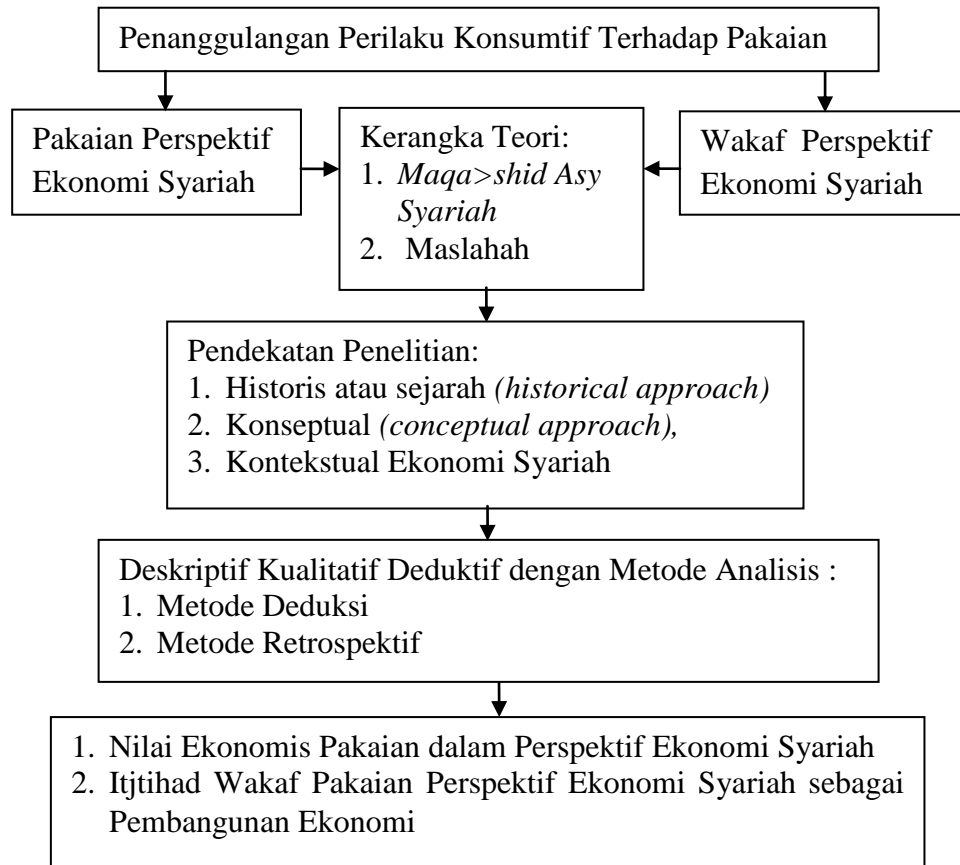 Penanggulangan Perilaku Konsumtif Terhadap Pakaian
Pakaian Perspektif
Ekonomi Syariah
Kerangka Teori:
1. Maqa>shid Asy
Syariah
2. Maslahah
Wakaf Perspektif
Ekonomi Syariah
Pendekatan Penelitian:
1. Historis atau sejarah (historical approach)
2. Konseptual (conceptual approach),
3. Kontekstual Ekonomi Syariah
Deskriptif Kualitatif Deduktif dengan Metode Analisis :
1. Metode Deduksi
2. Metode Retrospektif
1. Nilai Ekonomis Pakaian dalam Perspektif Ekonomi Syariah
2. Itjtihad Wakaf Pakaian Perspektif Ekonomi Syariah sebagai
Pembangunan Ekonomi